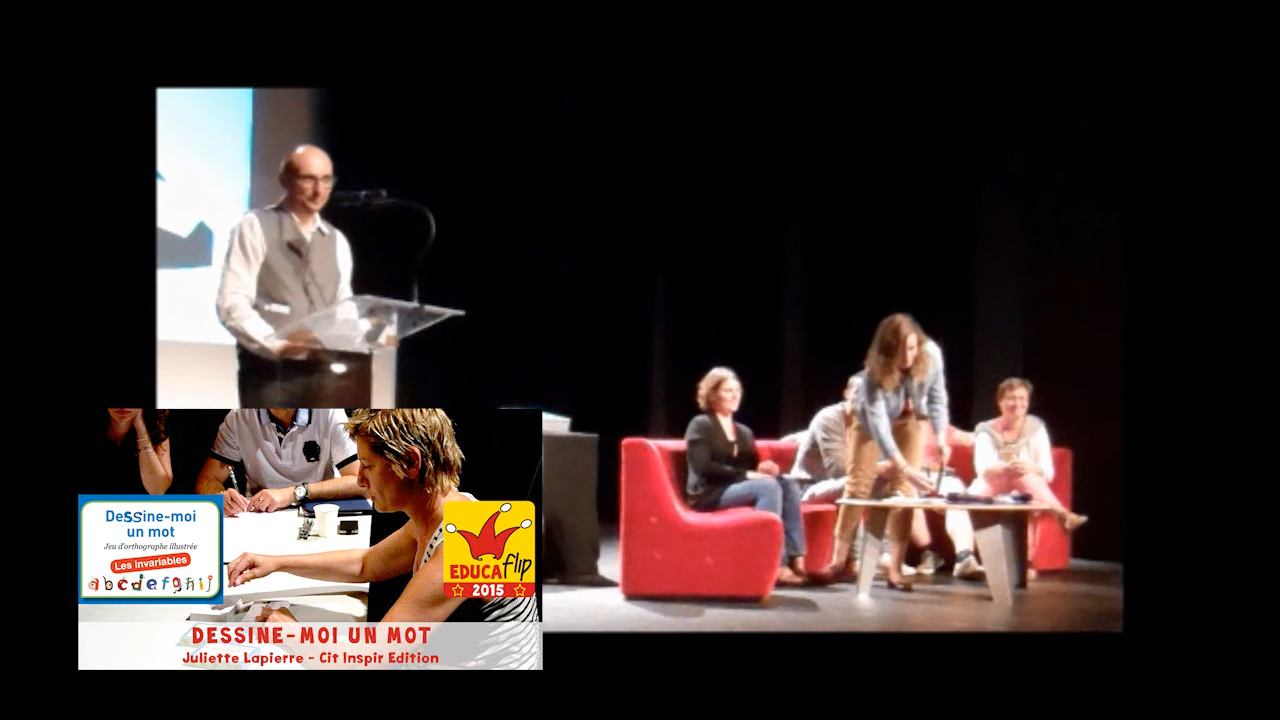 DeSSine-moi
un mot
Jeu d'orthographe illustrée
Les invariables
abcdefghij
EDUCA flip
2015
DESSINE-MOI UN MOT
Juliette Lapierre - Cit Inspir Edition